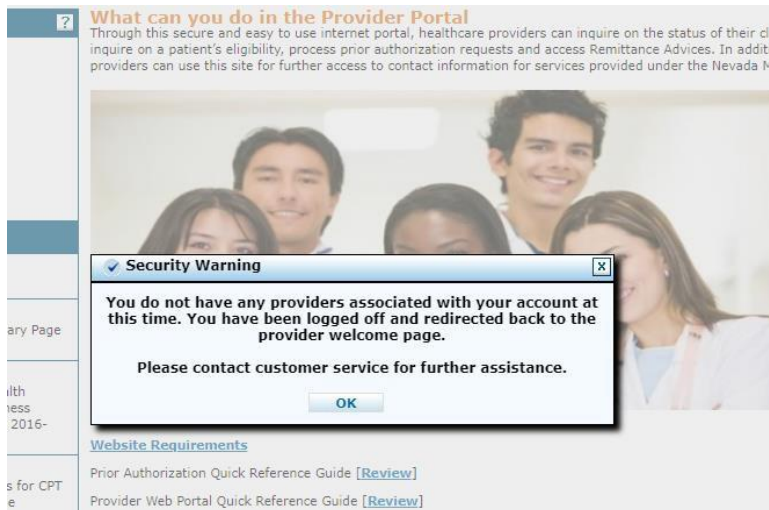 ?
What can you do in the Provider Portal
Through this secure and easy to use internet portal, healthcare providers can inquire on the status of their cl
inquire on a patient's eligibility, process prior authorization requests and access Remittance Advices. In addit
providers can use this site for further access to contact information for services provided under the Nevada M
Security Warning
X
You do not have any providers associated with your account at
this time. You have been logged off and redirected back to the
provider welcome page.
Please contact customer service for further assistance.
OK
ary Page
alth
ness
2016-
s for CPT
e
Website Requirements
Prior Authorization Quick Reference Guide [Review]
Provider Web Portal Quick Reference Guide [Review]